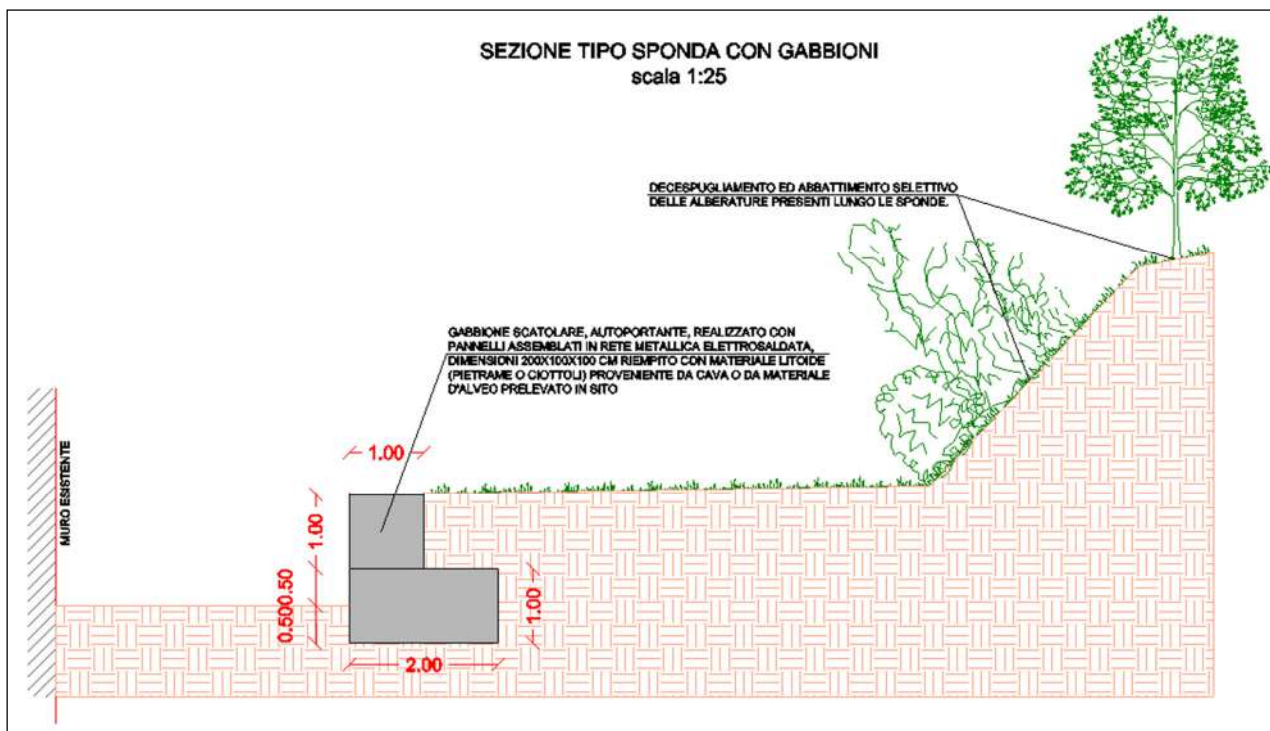 SEZIONE TIPO SPONDA CON GABBIONI
scala 1:25
DECESPUGLIAMENTO ED ABBATTIMENTO SELETTIVO
DELLE ALBERATURE PRESENTI LUNGO LE SPONDE.
GABBIONE SCATOLARE, AUTOPORTANTE, REALIZZATO CON
PANNELLI ASSEMBLATI IN RETE METALLICA ELETTROSALDATA,
DIMENSIONI 200X100X100 CM RIEMPITO CON MATERIALE LITOIDE
(PIETRAME O CIOTTOLI) PROVENIENTE DA CAVA O DA MATERIALE
D'ALVEO PRELEVATO IN SITO
MURO ESISTENTE
1.00
1.00
0.500.50
1.00
2.00